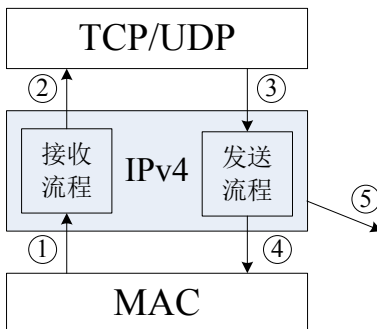 TCP/UDP
② ③
接收
流程
IPv4
发送
流程
⑤
① ④
MAC